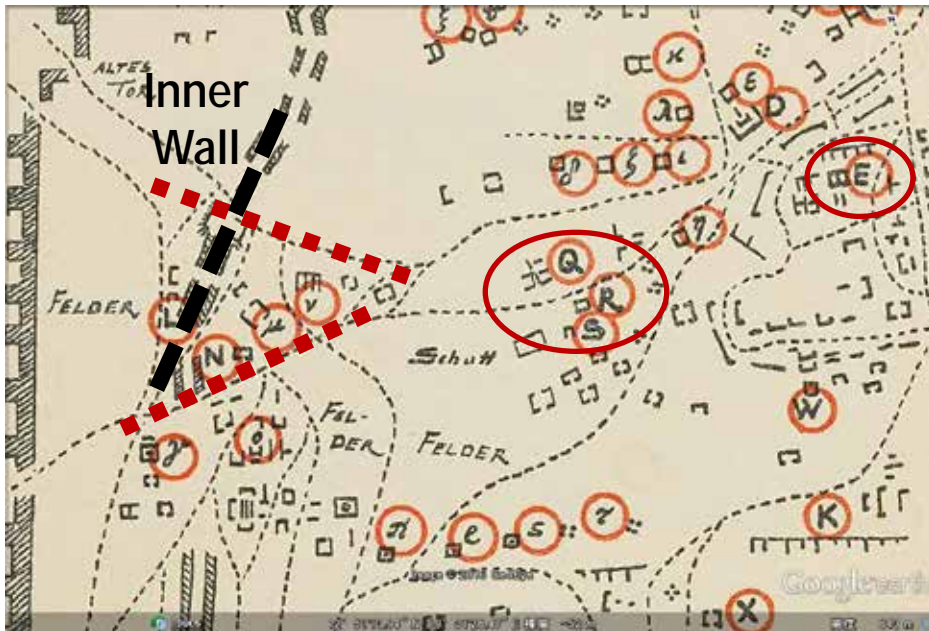 ALTES
TOR
Inner
Wall
ϰ
ε
D
λ
ξ
ι
E
η
Q
R
S
FELDER
L
N
μ
ν
Schutt
W
FEL-
DER
FELDER
γ
o
π
e
s
τ
K
X
Google earth